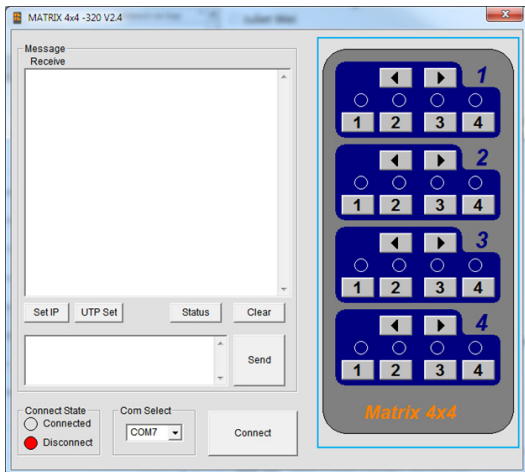 MATRIX 4x4 -320 V2.4
Message
Receive
Set IP UTP Set Status Clear
Send
Connect State
Connected
Disconnect
Com Select
COM7
Connect
1
1 2 3 4
2
1 2 3 4
3
1 2 3 4
4
1 2 3 4
Matrix 4x4